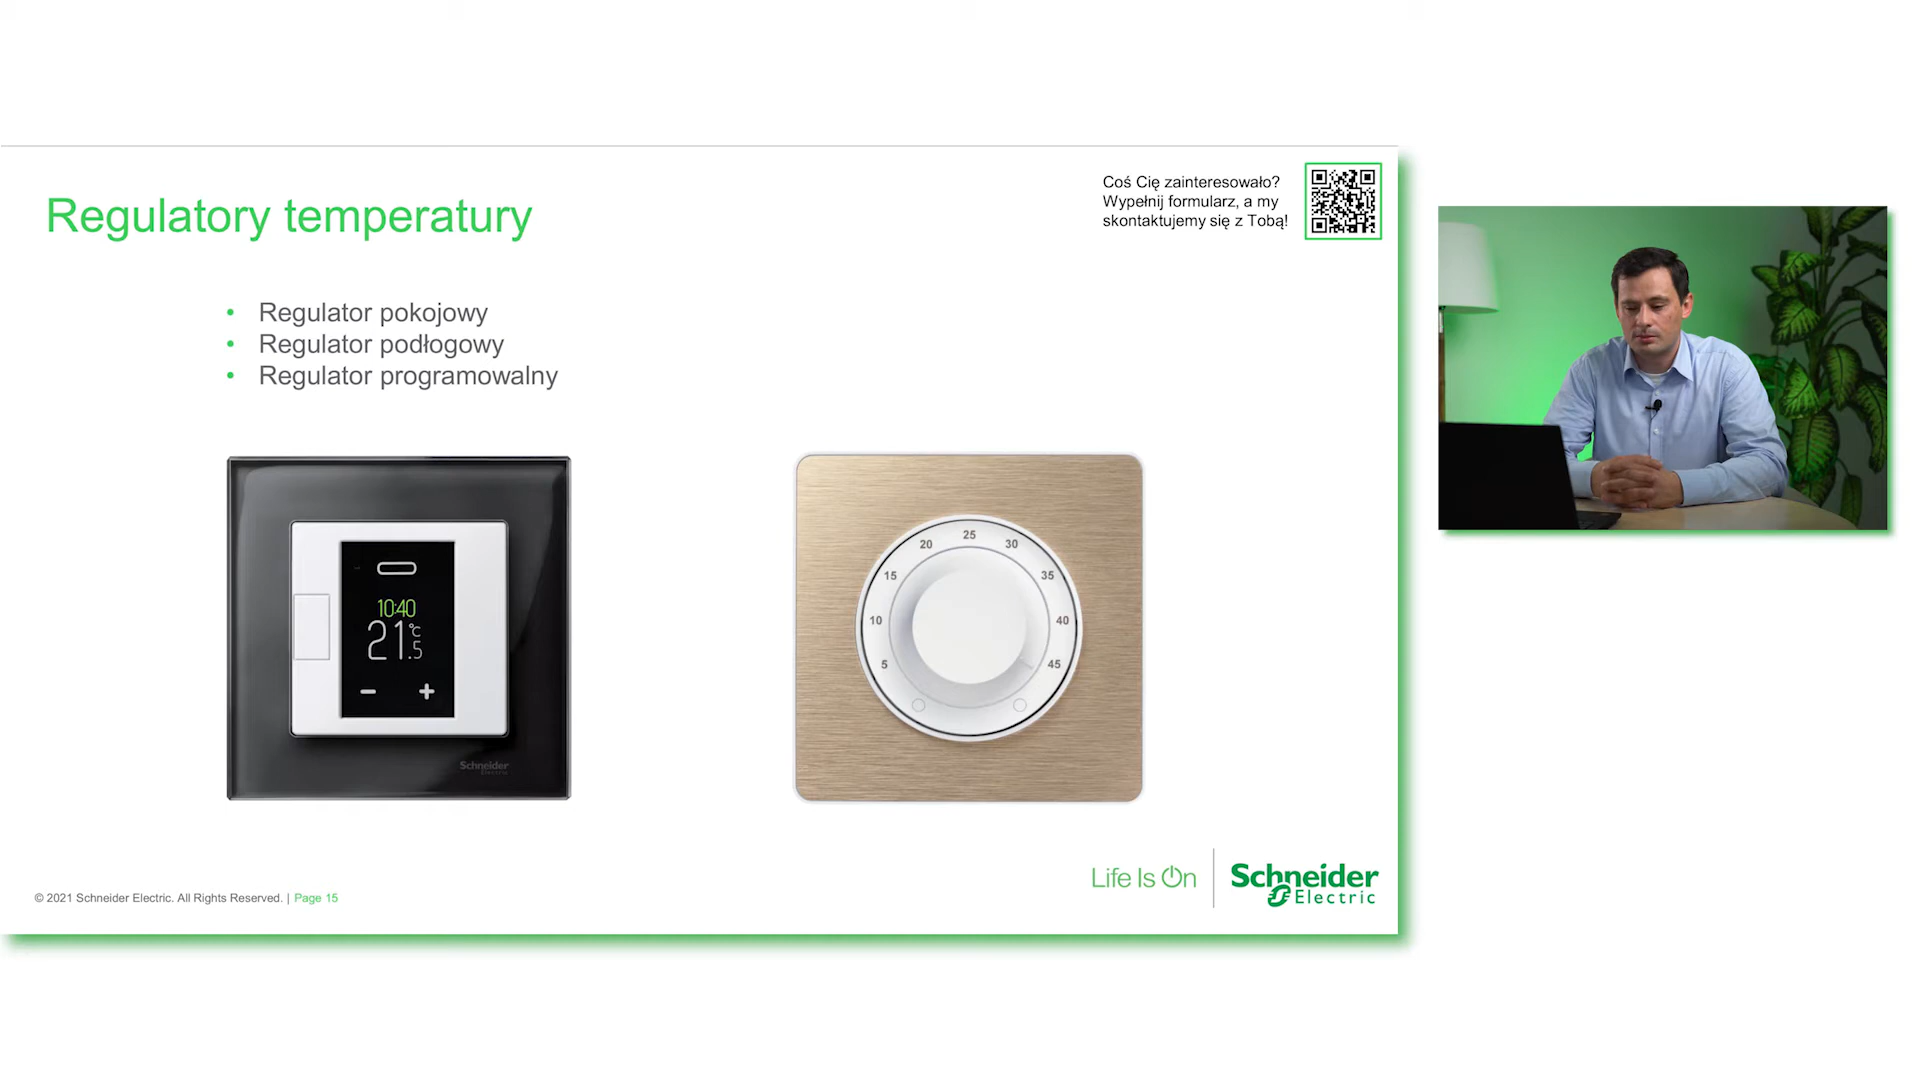 Coś Cię zainteresowało?
Wypełnij formularz, a my
skontaktujemy się z Tobą!
Regulatory temperatury
• Regulator pokojowy
• Regulator podłogowy
• Regulator programowalny
10:40
21.5 °C
− +
Schneider
Electric
5
10
15
20
25
30
35
40
45
Life Is On
Schneider
Electric
© 2021 Schneider Electric. All Rights Reserved. | Page 15